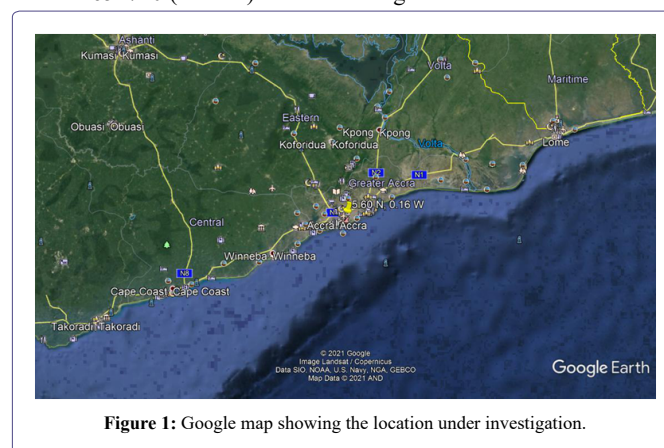 Ashanti
Kumasi Kumasi
Volta
Maritime
Eastern
Obuasi Obuasi
Kpong Kpong
Koforidua Koforidua
Volta
Lome
N2
N1
Greater Accra
5.60 N, 0.16 W
Central
Accra Accra
Winneba Winneba
N8
Cape Coast Cape Coast
Takoradi Takoradi
© 2021 Google
Image Landsat / Copernicus
Data SIO, NOAA, U.S. Navy, NGA, GEBCO
Map Data © 2021 AND
Google Earth
Figure 1: Google map showing the location under investigation.